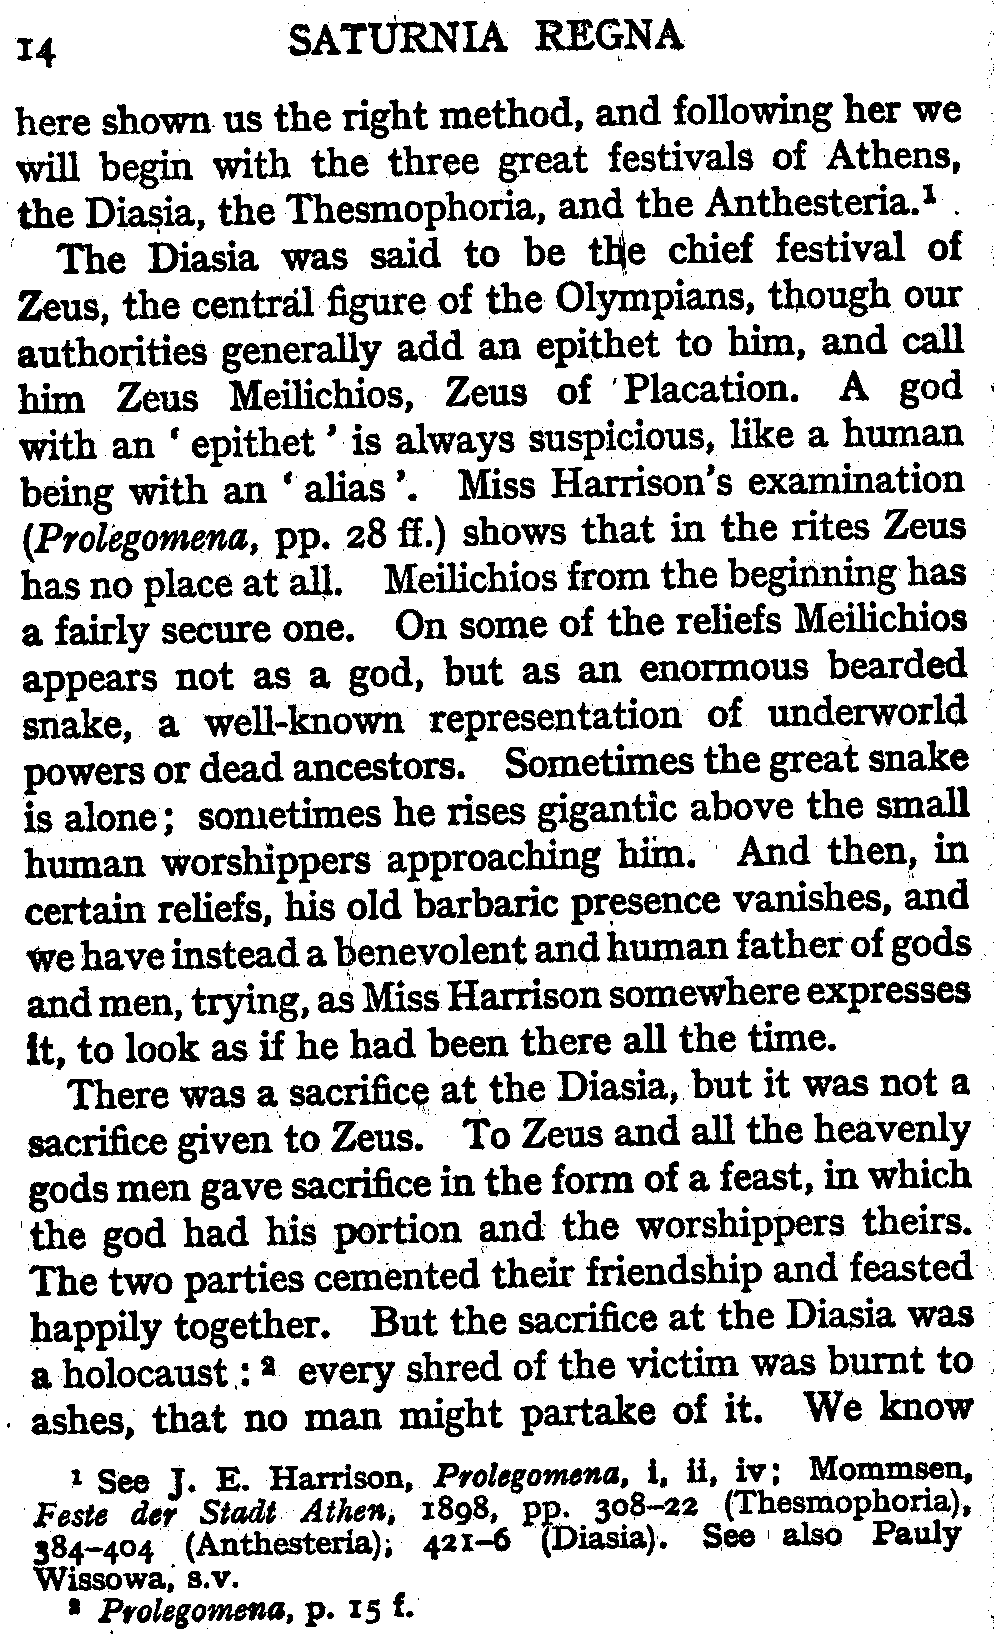 14 SATURNIA REGNA
here shown us the right method, and following her we
will begin with the three great festivals of Athens,
the Diasia, the Thesmophoria, and the Anthesteria.¹
The Diasia was said to be the chief festival of
Zeus, the central figure of the Olympians, though our
authorities generally add an epithet to him, and call
him Zeus Meilichios, Zeus of Placation. A god
with an ‘ epithet ’ is always suspicious, like a human
being with an ‘ alias ’. Miss Harrison's examination
(Prolegomena, pp. 28 ff.) shows that in the rites Zeus
has no place at all. Meilichios from the beginning has
a fairly secure one. On some of the reliefs Meilichios
appears not as a god, but as an enormous bearded
snake, a well-known representation of underworld
powers or dead ancestors. Sometimes the great snake
is alone; sometimes he rises gigantic above the small
human worshippers approaching him. And then, in
certain reliefs, his old barbaric presence vanishes, and
we have instead a benevolent and human father of gods
and men, trying, as Miss Harrison somewhere expresses
it, to look as if he had been there all the time.
There was a sacrifice at the Diasia, but it was not a
sacrifice given to Zeus. To Zeus and all the heavenly
gods men gave sacrifice in the form of a feast, in which
the god had his portion and the worshippers theirs.
The two parties cemented their friendship and feasted
happily together. But the sacrifice at the Diasia was
a holocaust : ² every shred of the victim was burnt to
ashes, that no man might partake of it. We know
¹ See J. E. Harrison, Prolegomena, i, ii, iv; Mommsen,
Feste der Stadt Athen, 1898, pp. 308–22 (Thesmophoria),
384–404 (Anthesteria); 421–6 (Diasia). See also Pauly
Wissowa, s.v.
² Prolegomena, p. 15 f.